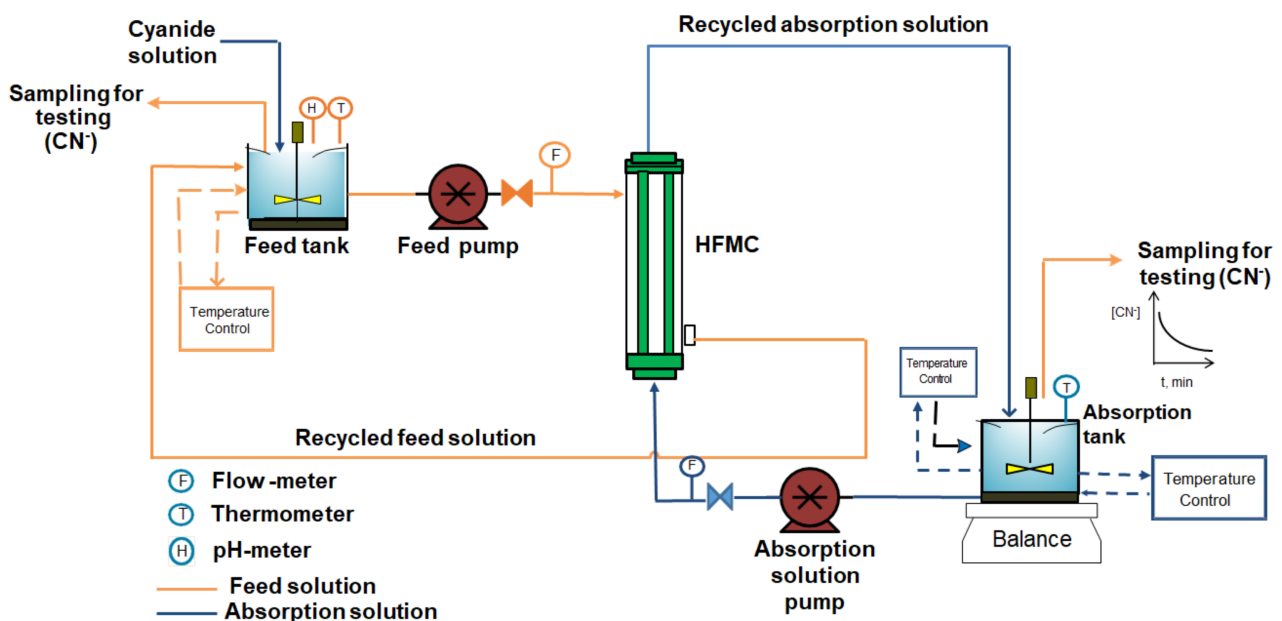 Recycled absorption solution
Cyanide
solution
Sampling for
testing
(CN⁻)
H
T
F
Feed tank
Feed pump
HFMC
Temperature
Control
Sampling for
testing (CN⁻)
[CN⁻]
t, min
Temperature
Control
T
Absorption
tank
Recycled feed solution
F
F
Flow-meter
T
Thermometer
H
pH-meter
Temperature
Control
Balance
Absorption
solution
pump
Feed solution
Absorption solution